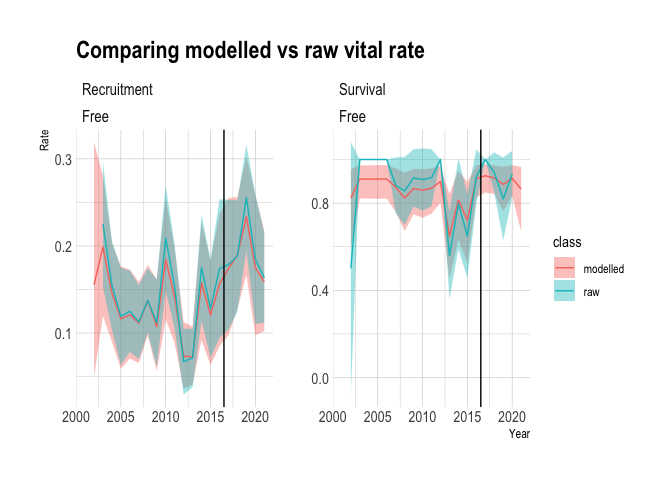 Comparing modelled vs raw vital rate
Recruitment
Free
Survival
Free
Rate
0.3
0.2
0.1
2000 2005 2010 2015 2020
0.8
0.4
0.0
2000 2005 2010 2015 2020
Year
class
modelled
raw